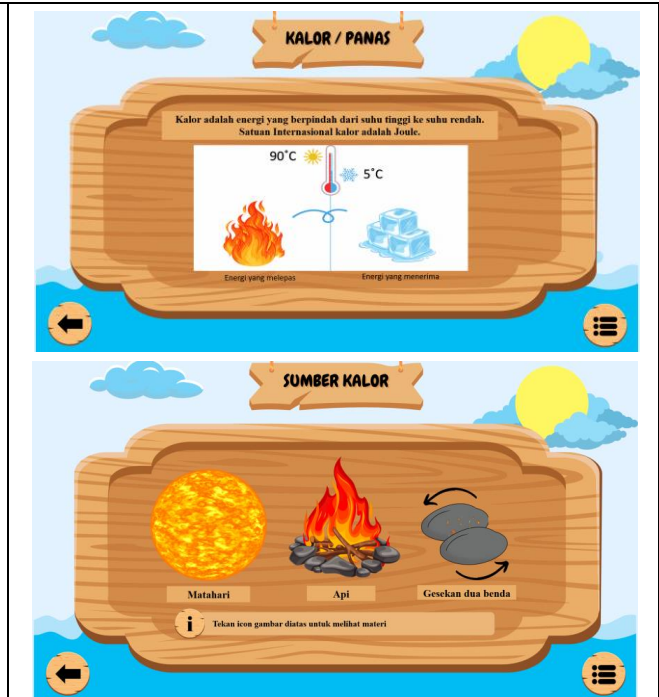 KALOR / PANAS
Kalor adalah energi yang berpindah dari suhu tinggi ke suhu rendah.
Satuan Internasional kalor adalah Joule.
90°C
5°C
Energi yang melepas
Energi yang menerima
SUMBER KALOR
Matahari
Api
Gesekan dua benda
i
Tekan icon gambar diatas untuk melihat materi